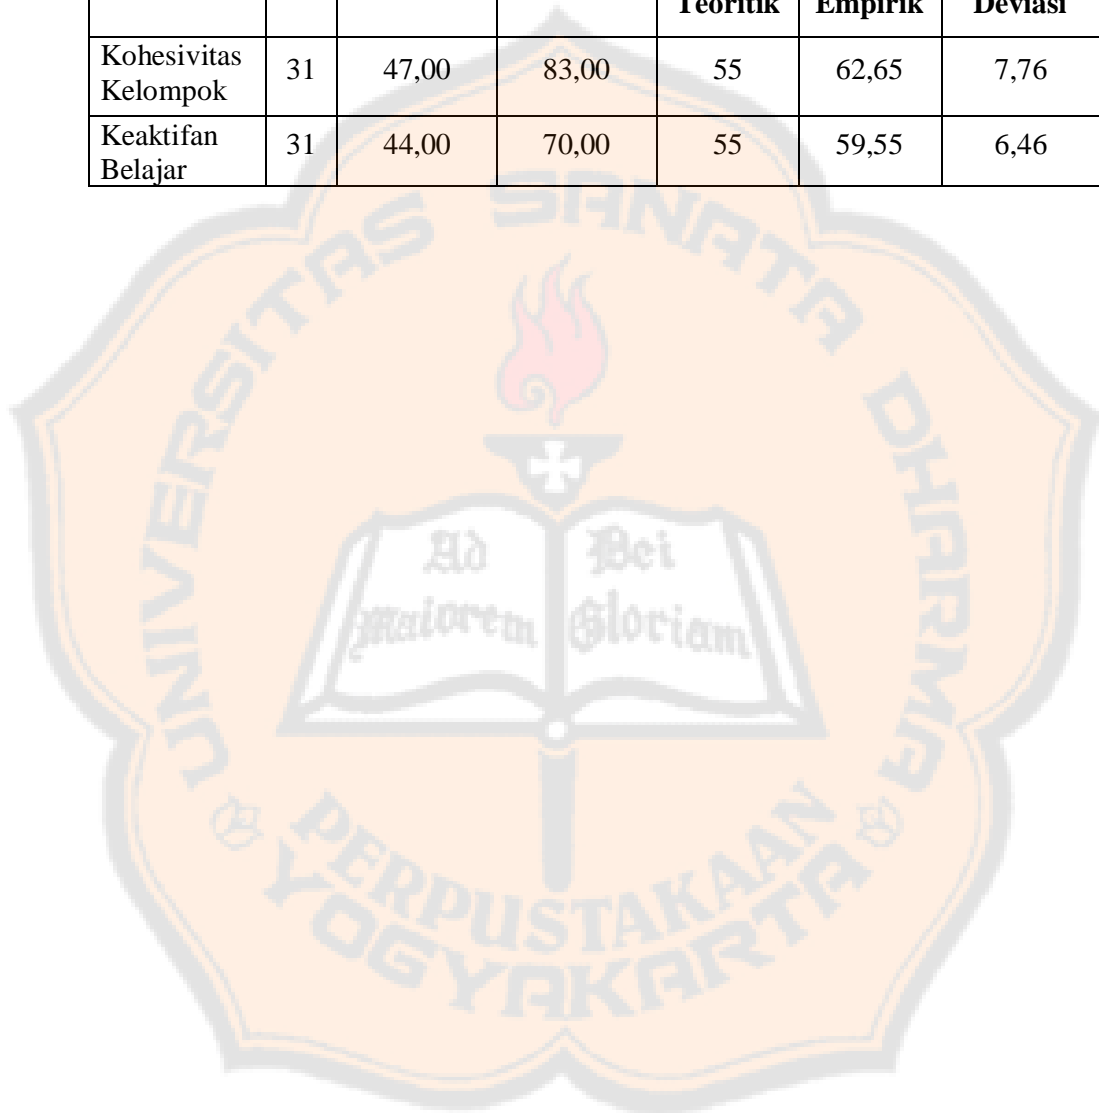 Teoritik Empirik Deviasi
Kohesivitas Kelompok 31 47,00 83,00 55 62,65 7,76
Keaktifan Belajar 31 44,00 70,00 55 59,55 6,46
UNIVERSITAS SANATA DHARMA
Ad Dei
maiorem Gloriam
PERPUSTAKAAN
YOGYAKARTA